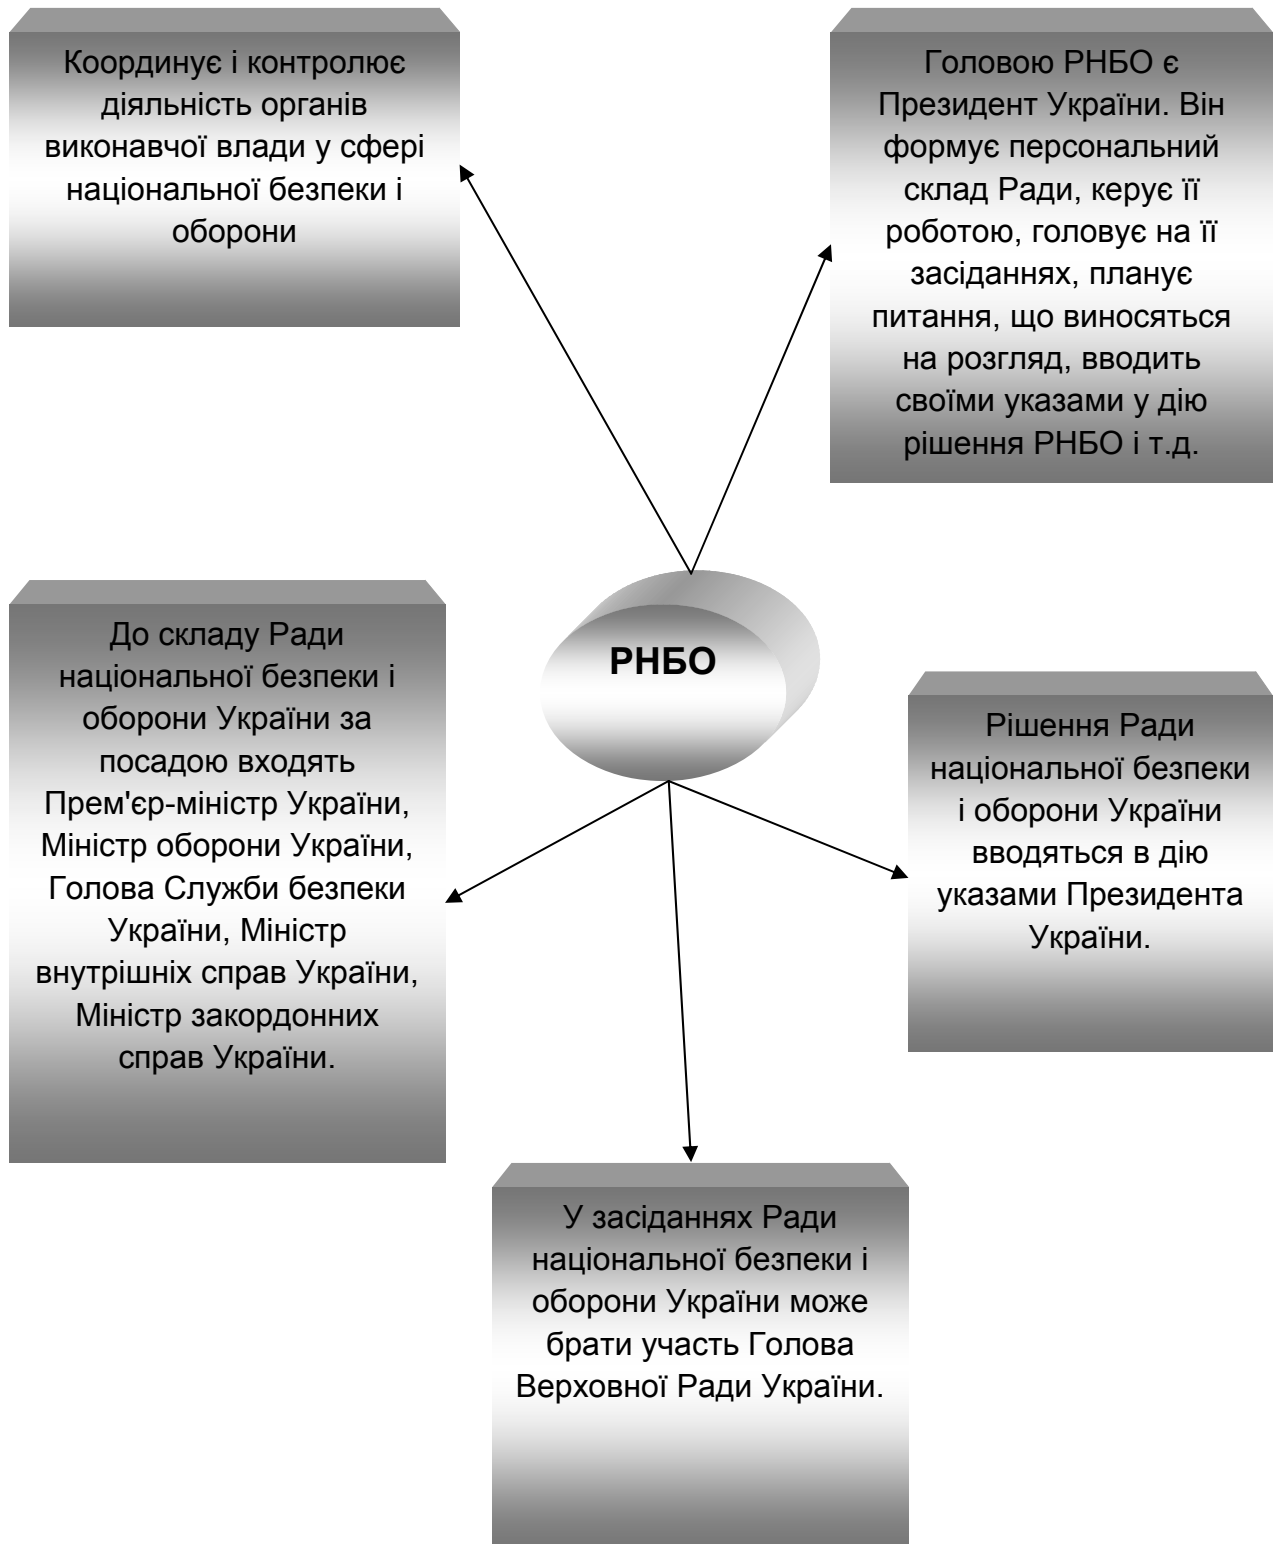 Координує і контролює
діяльність органів
виконавчої влади у сфері
національної безпеки і
оборони
Головою РНБО є
Президент України. Він
формує персональний
склад Ради, керує її
роботою, головує на її
засіданнях, планує
питання, що виносяться
на розгляд, вводить
своїми указами у дію
рішення РНБО і т.д.
РНБО
До складу Ради
національної безпеки і
оборони України за
посадою входять
Прем'єр-міністр України,
Міністр оборони України,
Голова Служби безпеки
України, Міністр
внутрішніх справ України,
Міністр закордонних
справ України.
Рішення Ради
національної безпеки
і оборони України
вводяться в дію
указами Президента
України.
У засіданнях Ради
національної безпеки і
оборони України може
брати участь Голова
Верховної Ради України.